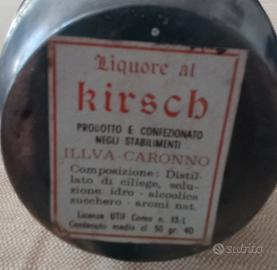 Liquore al
kirsch
PRODOTTO E CONFEZIONATO
NEGLI STABILIMENTI
ILLVA-CARONNO
Composizione: Distil-
lato di ciliege, solu-
zione idro - alcoolica
zucchero - aromi nat.
Licenza UTIF Como n. 13-L
Contenuto medio cl 50 gr. 40
subito